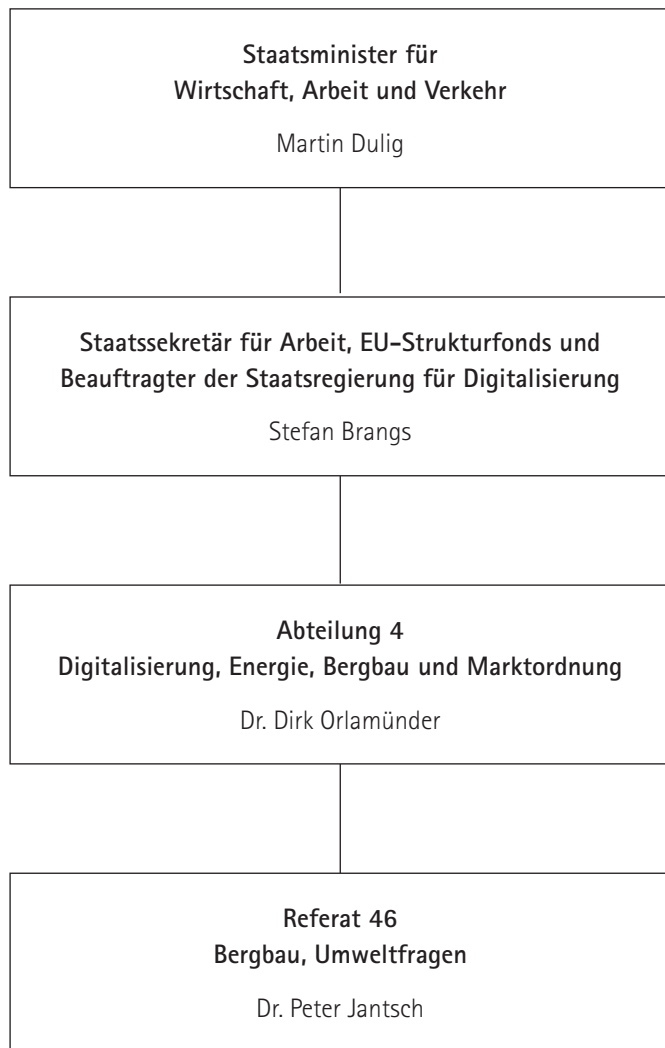 Staatsminister für
Wirtschaft, Arbeit und Verkehr
Martin Dulig
Staatssekretär für Arbeit, EU-Strukturfonds und
Beauftragter der Staatsregierung für Digitalisierung
Stefan Brangs
Abteilung 4
Digitalisierung, Energie, Bergbau und Marktordnung
Dr. Dirk Orlamünder
Referat 46
Bergbau, Umweltfragen
Dr. Peter Jantsch